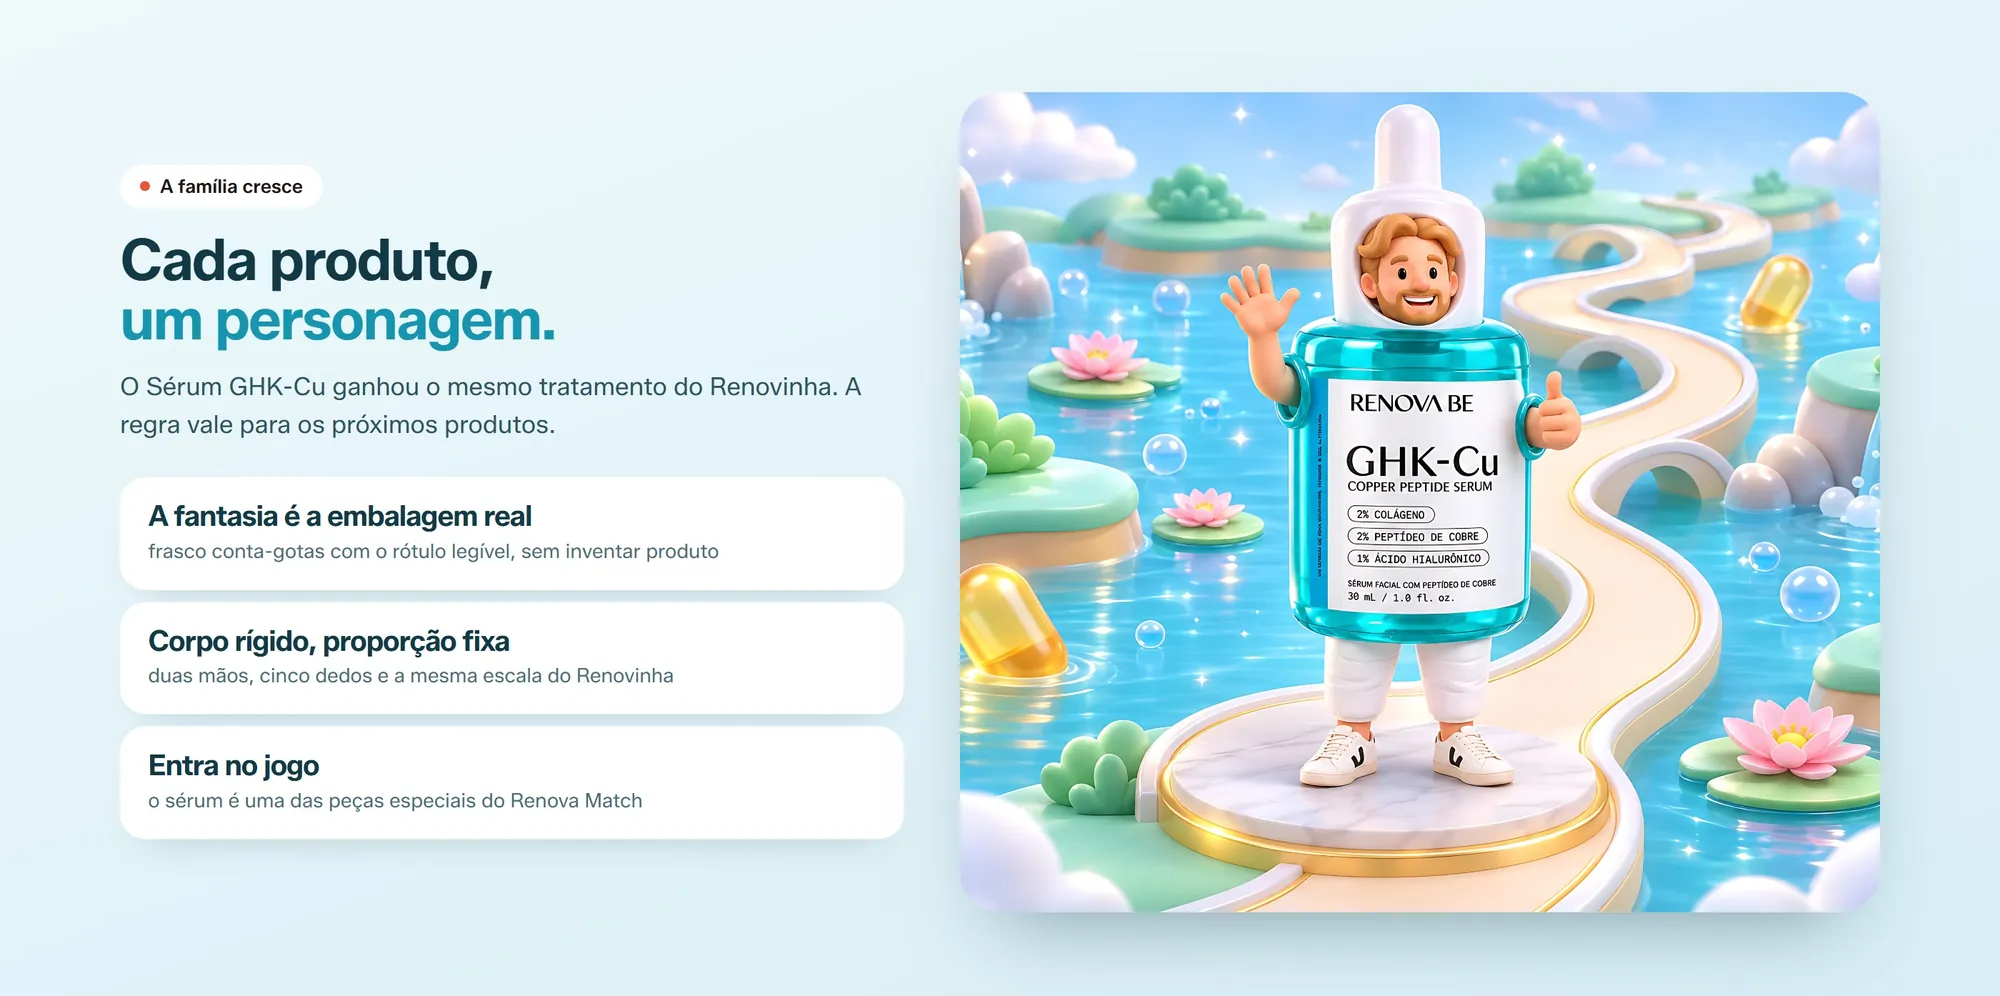 A família cresce
Cada produto,
um personagem.
O Sérum GHK-Cu ganhou o mesmo tratamento do Renovinha. A
regra vale para os próximos produtos.
A fantasia é a embalagem real
frasco conta-gotas com o rótulo legível, sem inventar produto
Corpo rígido, proporção fixa
duas mãos, cinco dedos e a mesma escala do Renovinha
Entra no jogo
o sérum é uma das peças especiais do Renova Match
RENOVA BE
GHK-Cu
COPPER PEPTIDE SERUM
2% COLÁGENO
2% PEPTÍDEO DE COBRE
1% ÁCIDO HIALURÔNICO
SÉRUM FACIAL COM PEPTÍDEO DE COBRE
30 mL / 1.0 fl. oz.